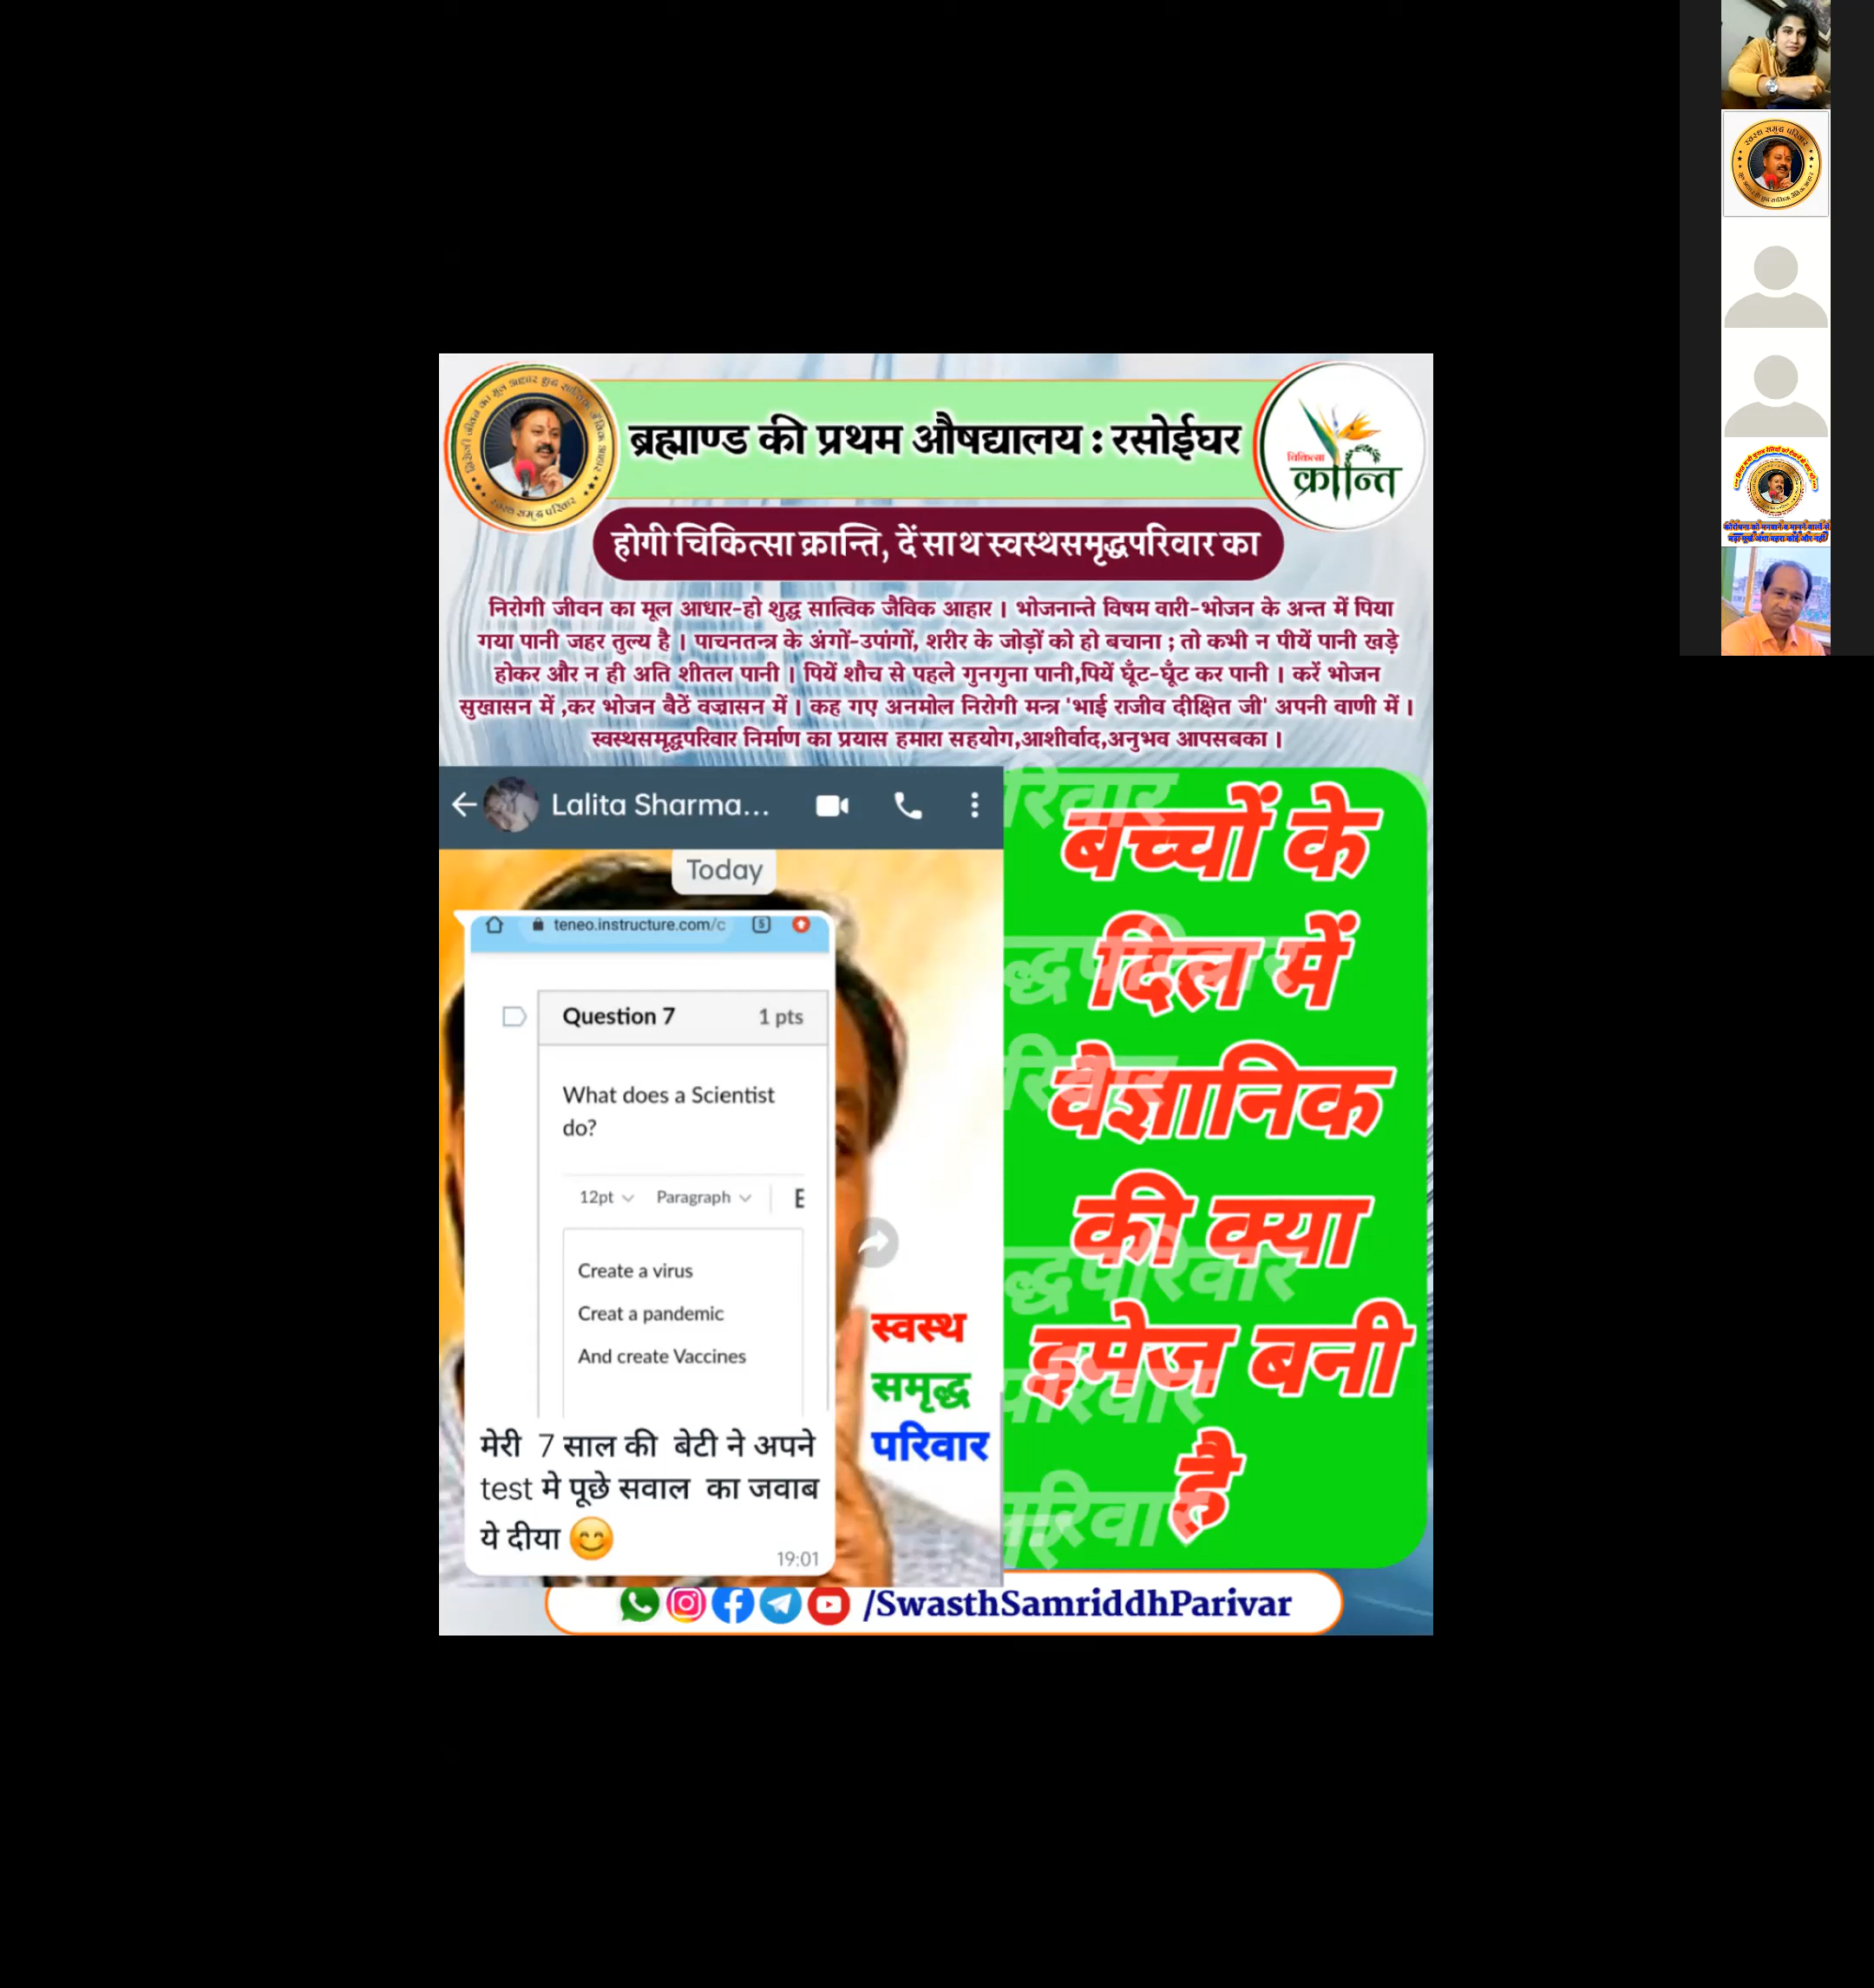 ब्रह्माण्ड की प्रथम औषद्यालय : रसोईघर
चिकित्सा
क्रान्ति
होगी चिकित्सा क्रान्ति, दें साथ स्वस्थसमृद्धपरिवार का
निरोगी जीवन का मूल आधार-हो शुद्ध सात्विक जैविक आहार । भोजनान्ते विषम वारी-भोजन के अन्त में पिया
गया पानी जहर तुल्य है । पाचनतन्त्र के अंगों-उपांगों, शरीर के जोड़ों को हो बचाना ; तो कभी न पीयें पानी खड़े
होकर और न ही अति शीतल पानी । पियें शौच से पहले गुनगुना पानी,पियें घूँट-घूँट कर पानी । करें भोजन
सुखासन में ,कर भोजन बैठें वज्रासन में । कह गए अनमोल निरोगी मन्त्र 'भाई राजीव दीक्षित जी' अपनी वाणी में ।
स्वस्थसमृद्धपरिवार निर्माण का प्रयास हमारा सहयोग,आशीर्वाद,अनुभव आपसबका ।
Lalita Sharma...
Today
teneo.instructure.com/c
5
Question 7 1 pts
What does a Scientist
do?
12pt Paragraph
Create a virus
Creat a pandemic
And create Vaccines
मेरी 7 साल की बेटी ने अपने
test मे पूछे सवाल का जवाब
ये दीया 😊
19:01
स्वस्थ
समृद्ध
परिवार
बच्चों के
दिल में
वैज्ञानिक
की क्या
इमेज बनी
है
/SwasthSamriddhParivar
स्वस्थ समृद्ध परिवार